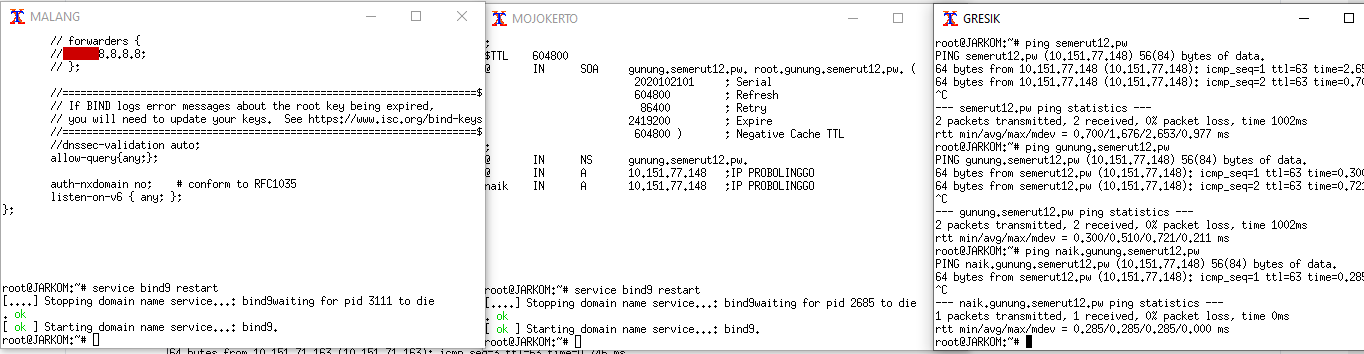 MALANG
// forwarders {
// 8.8.8.8;
// };
//=====================================================================$
// If BIND logs error messages about the root key being expired,
// you will need to update your keys.  See https://www.isc.org/bind-keys
//=====================================================================$
//dnssec-validation auto;
allow-query{any;};
auth-nxdomain no;    # conform to RFC1035
listen-on-v6 { any; };
};
root@JARKOM:~# service bind9 restart
[....] Stopping domain name service...: bind9waiting for pid 3111 to die
. ok
[ ok ] Starting domain name service...: bind9.
root@JARKOM:~#
MOJOKERTO
;
$TTL    604800
@       IN      SOA     gunung.semerut12.pw. root.gunung.semerut12.pw. (
2020102101      ; Serial
604800         ; Refresh
86400         ; Retry
2419200         ; Expire
604800 )       ; Negative Cache TTL
;
@       IN      NS      gunung.semerut12.pw.
@       IN      A       10.151.77.148   ;IP PROBOLINGGO
naik    IN      A       10.151.77.148   ;IP PROBOLINGGO
root@JARKOM:~# service bind9 restart
[....] Stopping domain name service...: bind9waiting for pid 2685 to die
. ok
[ ok ] Starting domain name service...: bind9.
root@JARKOM:~#
GRESIK
root@JARKOM:~# ping semerut12.pw
PING semerut12.pw (10.151.77.148) 56(84) bytes of data.
64 bytes from 10.151.77.148 (10.151.77.148): icmp_seq=1 ttl=63 time=2.65
64 bytes from 10.151.77.148 (10.151.77.148): icmp_seq=2 ttl=63 time=0.70
^C
--- semerut12.pw ping statistics ---
2 packets transmitted, 2 received, 0% packet loss, time 1002ms
rtt min/avg/max/mdev = 0.700/1.676/2.653/0.977 ms
root@JARKOM:~# ping gunung.semerut12.pw
PING gunung.semerut12.pw (10.151.77.148) 56(84) bytes of data.
64 bytes from 10.151.77.148 (10.151.77.148): icmp_seq=1 ttl=63 time=0.300
64 bytes from 10.151.77.148 (10.151.77.148): icmp_seq=2 ttl=63 time=0.721
^C
--- gunung.semerut12.pw ping statistics ---
2 packets transmitted, 2 received, 0% packet loss, time 1002ms
rtt min/avg/max/mdev = 0.300/0.510/0.721/0.211 ms
root@JARKOM:~# ping naik.gunung.semerut12.pw
PING naik.gunung.semerut12.pw (10.151.77.148) 56(84) bytes of data.
64 bytes from 10.151.77.148 (10.151.77.148): icmp_seq=1 ttl=63 time=0.285
^C
--- naik.gunung.semerut12.pw ping statistics ---
1 packets transmitted, 1 received, 0% packet loss, time 0ms
rtt min/avg/max/mdev = 0.285/0.285/0.285/0.000 ms
root@JARKOM:~#
64 bytes from 10.151.71.163 (10.151.71.163): icmp_seq=3 ttl=63 time=0.746 ms